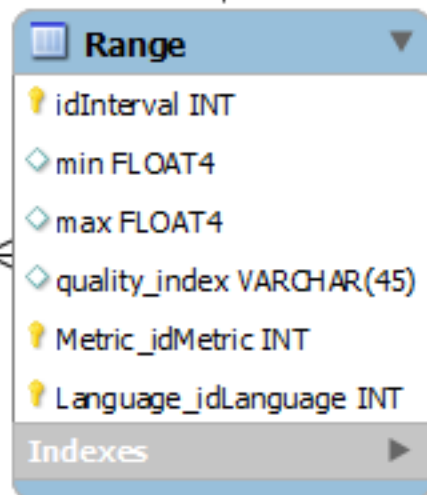 Range
idInterval INT
min FLOAT4
max FLOAT4
quality_index VARCHAR(45)
Metric_idMetric INT
Language_idLanguage INT
Indexes